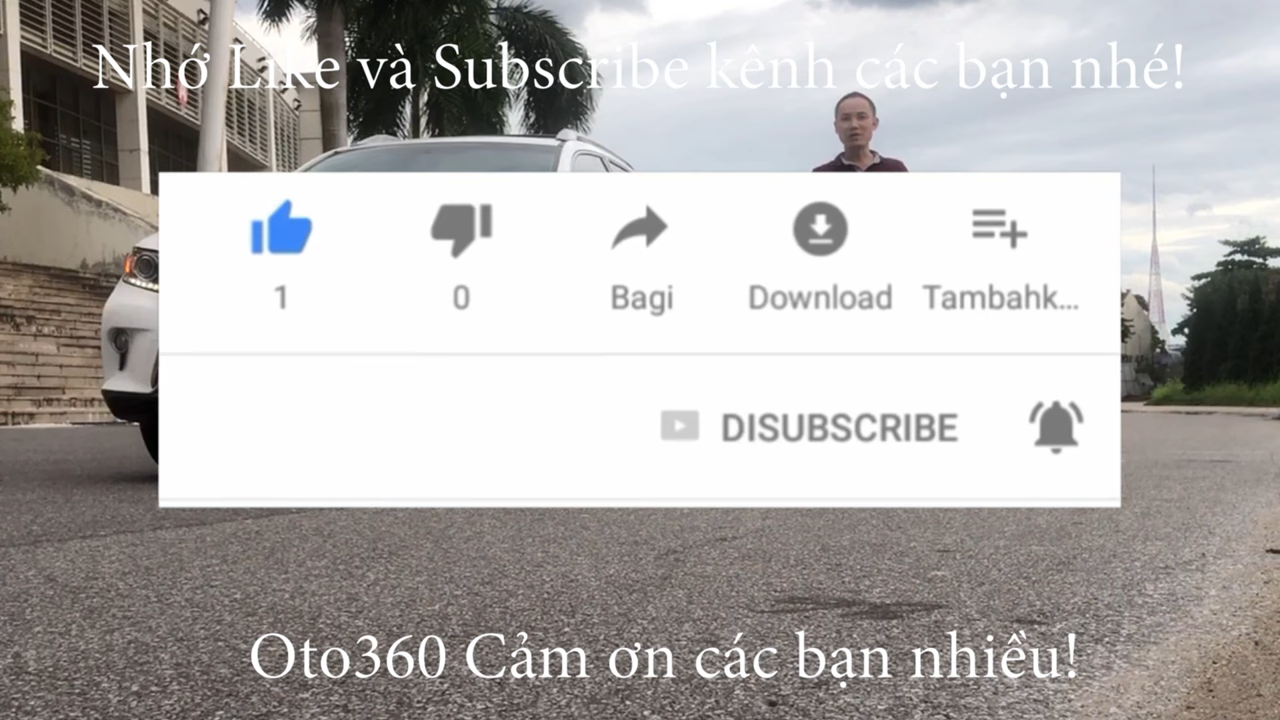 Nhớ Like và Subscribe kênh các bạn nhé!
1 0 Bagi Download Tambahk...
DISUBSCRIBE
Oto360 Cảm ơn các bạn nhiều!